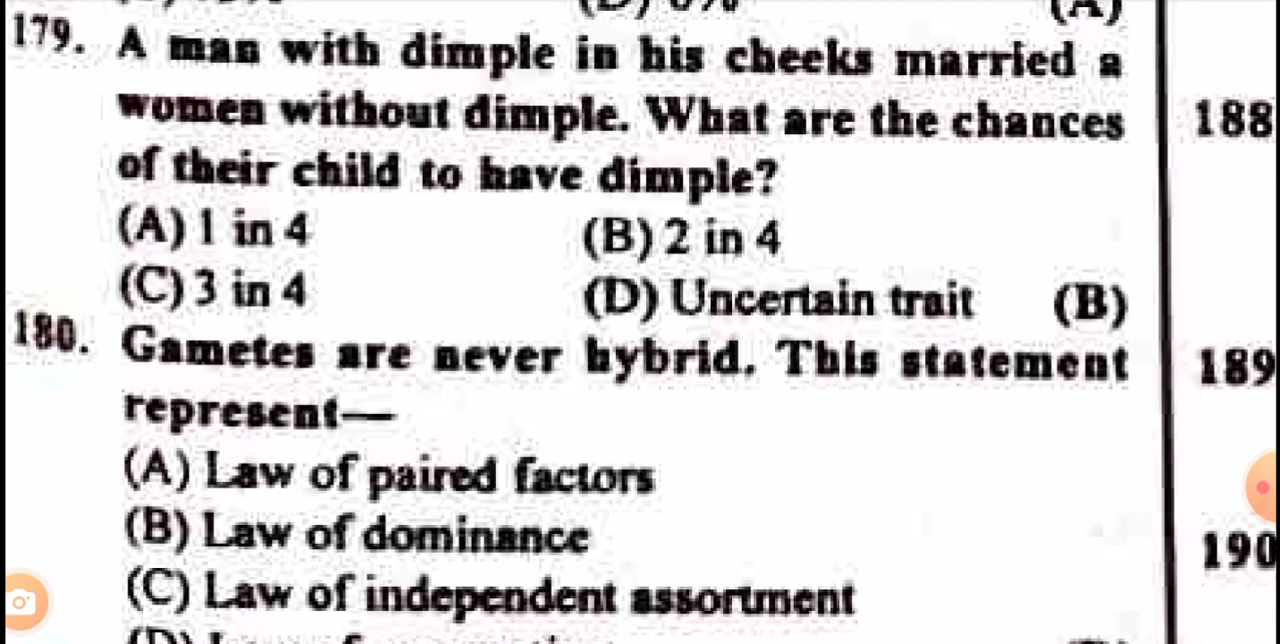 (A)
179. A man with dimple in his cheeks married a
women without dimple. What are the chances
of their child to have dimple?
(A) 1 in 4 (B) 2 in 4
(C) 3 in 4 (D) Uncertain trait (B)
180. Gametes are never hybrid. This statement
represent—
(A) Law of paired factors
(B) Law of dominance
(C) Law of independent assortment
188
189
190